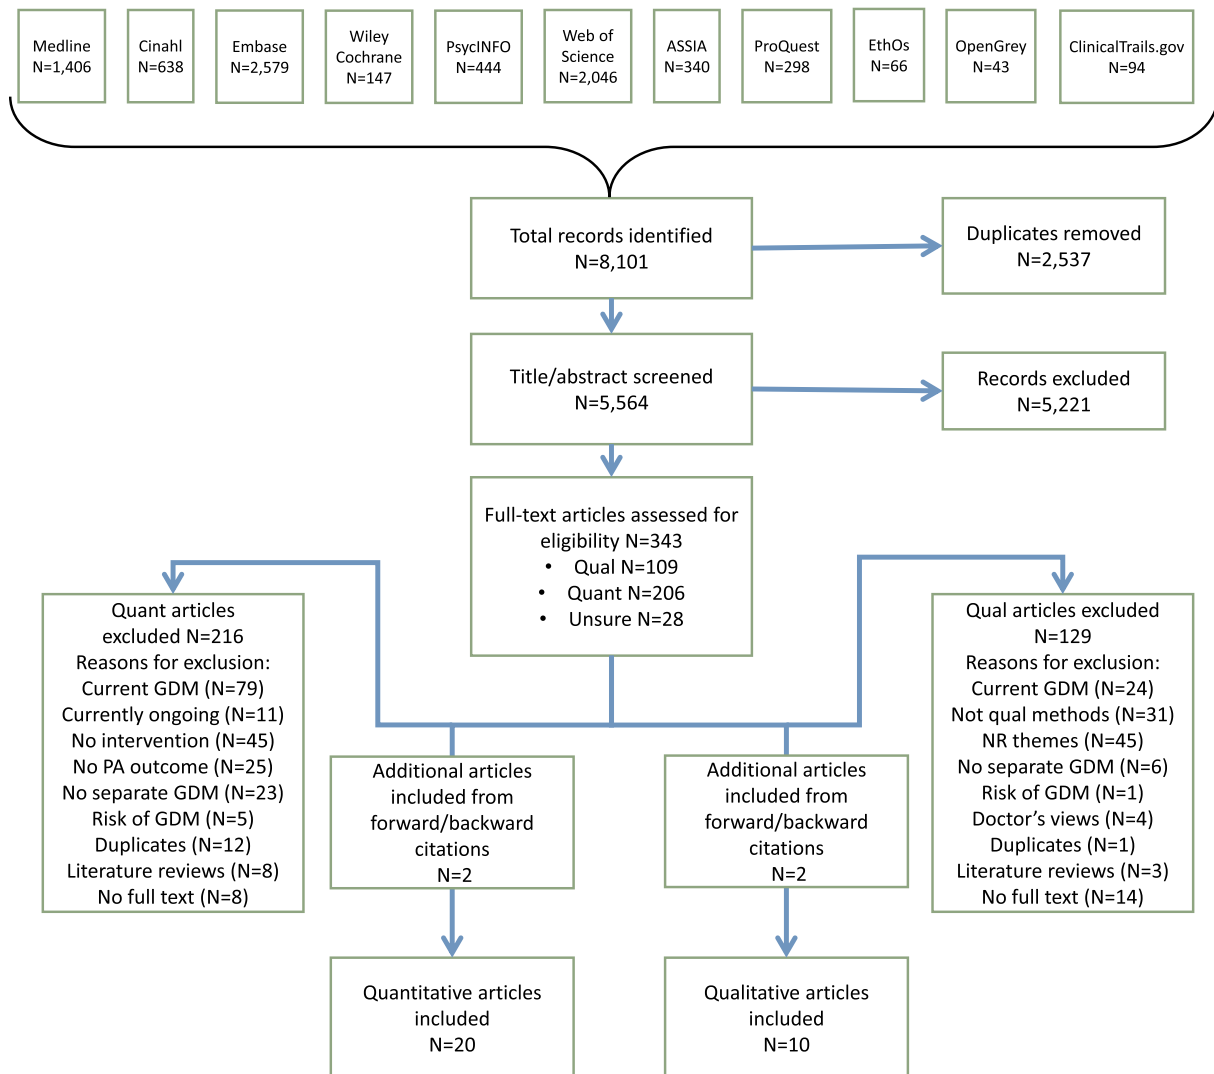 Medline
N=1,406
Cinahl
N=638
Embase
N=2,579
Wiley
Cochrane
N=147
PsycINFO
N=444
Web of
Science
N=2,046
ASSIA
N=340
ProQuest
N=298
EthOs
N=66
OpenGrey
N=43
ClinicalTrails.gov
N=94
Total records identified
N=8,101
Duplicates removed
N=2,537
Title/abstract screened
N=5,564
Records excluded
N=5,221
Full-text articles assessed for
eligibility N=343
• Qual N=109
• Quant N=206
• Unsure N=28
Quant articles
excluded N=216
Reasons for exclusion:
Current GDM (N=79)
Currently ongoing (N=11)
No intervention (N=45)
No PA outcome (N=25)
No separate GDM (N=23)
Risk of GDM (N=5)
Duplicates (N=12)
Literature reviews (N=8)
No full text (N=8)
Qual articles excluded
N=129
Reasons for exclusion:
Current GDM (N=24)
Not qual methods (N=31)
NR themes (N=45)
No separate GDM (N=6)
Risk of GDM (N=1)
Doctor's views (N=4)
Duplicates (N=1)
Literature reviews (N=3)
No full text (N=14)
Additional articles
included from
forward/backward
citations
N=2
Additional articles
included from
forward/backward
citations
N=2
Quantitative articles
included
N=20
Qualitative articles
included
N=10